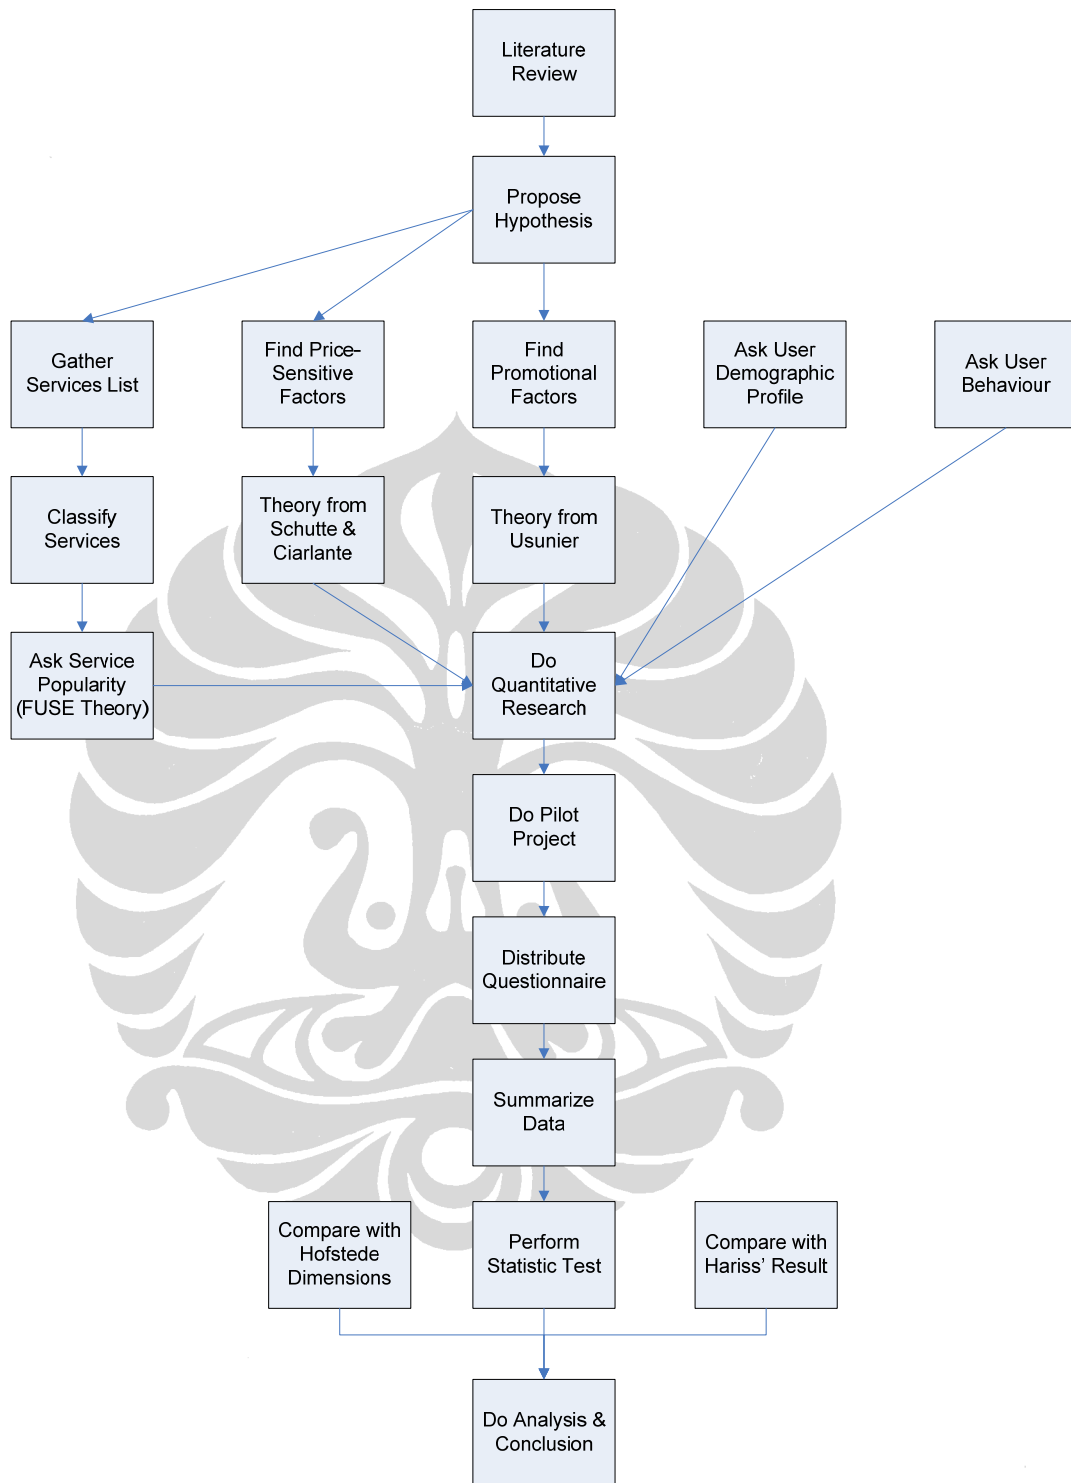 Literature
Review
Propose
Hypothesis
Gather
Services List
Find Price-
Sensitive
Factors
Find
Promotional
Factors
Ask User
Demographic
Profile
Ask User
Behaviour
Classify
Services
Theory from
Schutte &
Ciarlante
Theory from
Usunier
Ask Service
Popularity
(FUSE Theory)
Do
Quantitative
Research
Do Pilot
Project
Distribute
Questionnaire
Summarize
Data
Compare with
Hofstede
Dimensions
Perform
Statistic Test
Compare with
Hariss’ Result
Do Analysis &
Conclusion